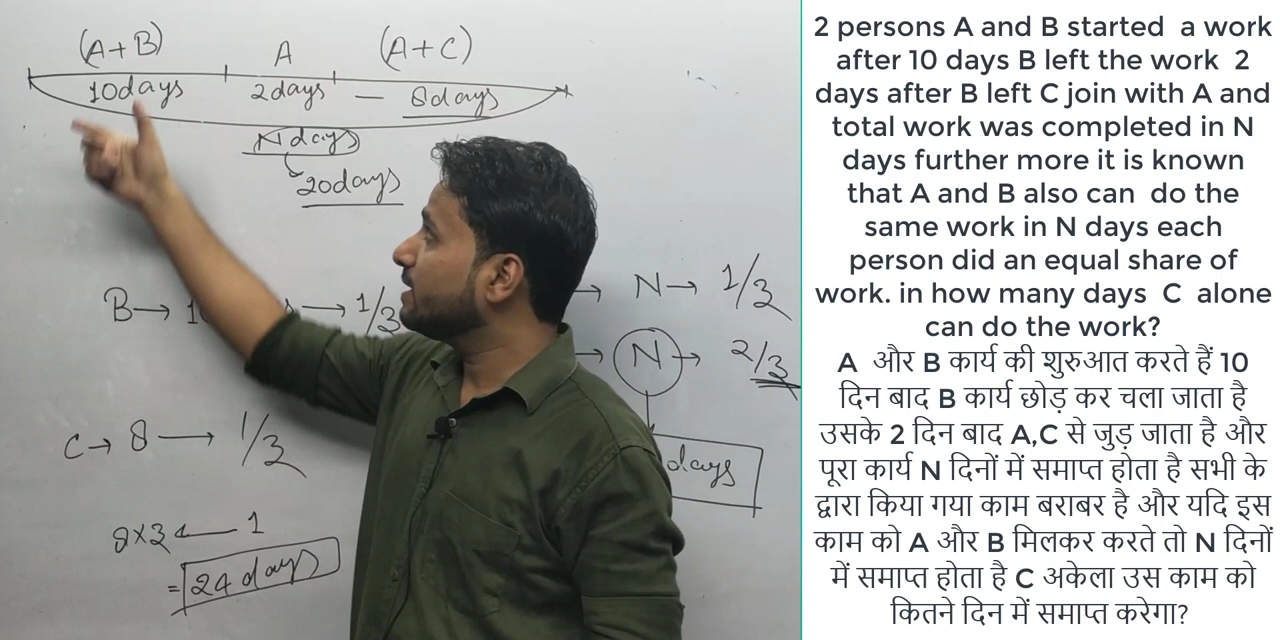 (A+B) A (A+C)
10days 2days — 8days
N days
20days
B→ 1 → 1/3
→ N→ 1/3
→ N→ 2/3
C→ 8 → 1/3
days
8×3 ← 1
= 24 days
2 persons A and B started a work
after 10 days B left the work 2
days after B left C join with A and
total work was completed in N
days further more it is known
that A and B also can do the
same work in N days each
person did an equal share of
work. in how many days C alone
can do the work?
A और B कार्य की शुरुआत करते हैं 10
दिन बाद B कार्य छोड़ कर चला जाता है
उसके 2 दिन बाद A,C से जुड़ जाता है और
पूरा कार्य N दिनों में समाप्त होता है सभी के
द्वारा किया गया काम बराबर है और यदि इस
काम को A और B मिलकर करते तो N दिनों
में समाप्त होता है C अकेला उस काम को
कितने दिन में समाप्त करेगा?